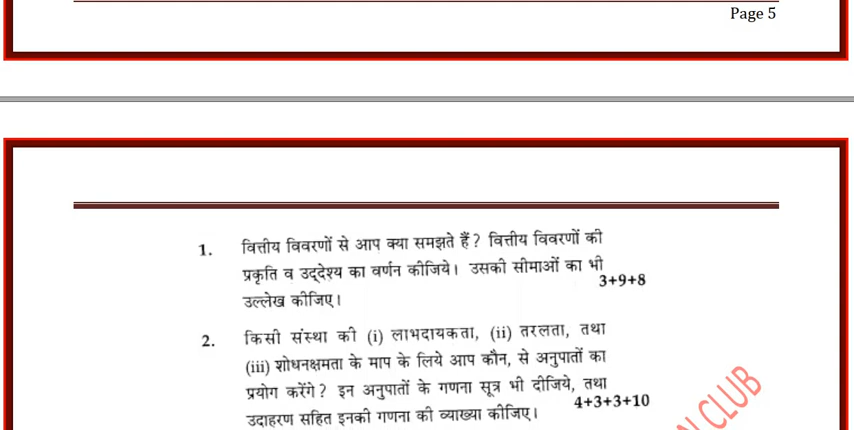 Page 5
1. वित्तीय विवरणों से आप क्या समझते हैं? वित्तीय विवरणों की
प्रकृति व उद्देश्य का वर्णन कीजिये। उसकी सीमाओं का भी
उल्लेख कीजिए। 3+9+8
2. किसी संस्था की (i) लाभदायकता, (ii) तरलता, तथा
(iii) शोधनक्षमता के माप के लिये आप कौन, से अनुपातों का
प्रयोग करेंगे? इन अनुपातों के गणना सूत्र भी दीजिये, तथा
उदाहरण सहित इनकी गणना की व्याख्या कीजिए। 4+3+3+10
CLUB